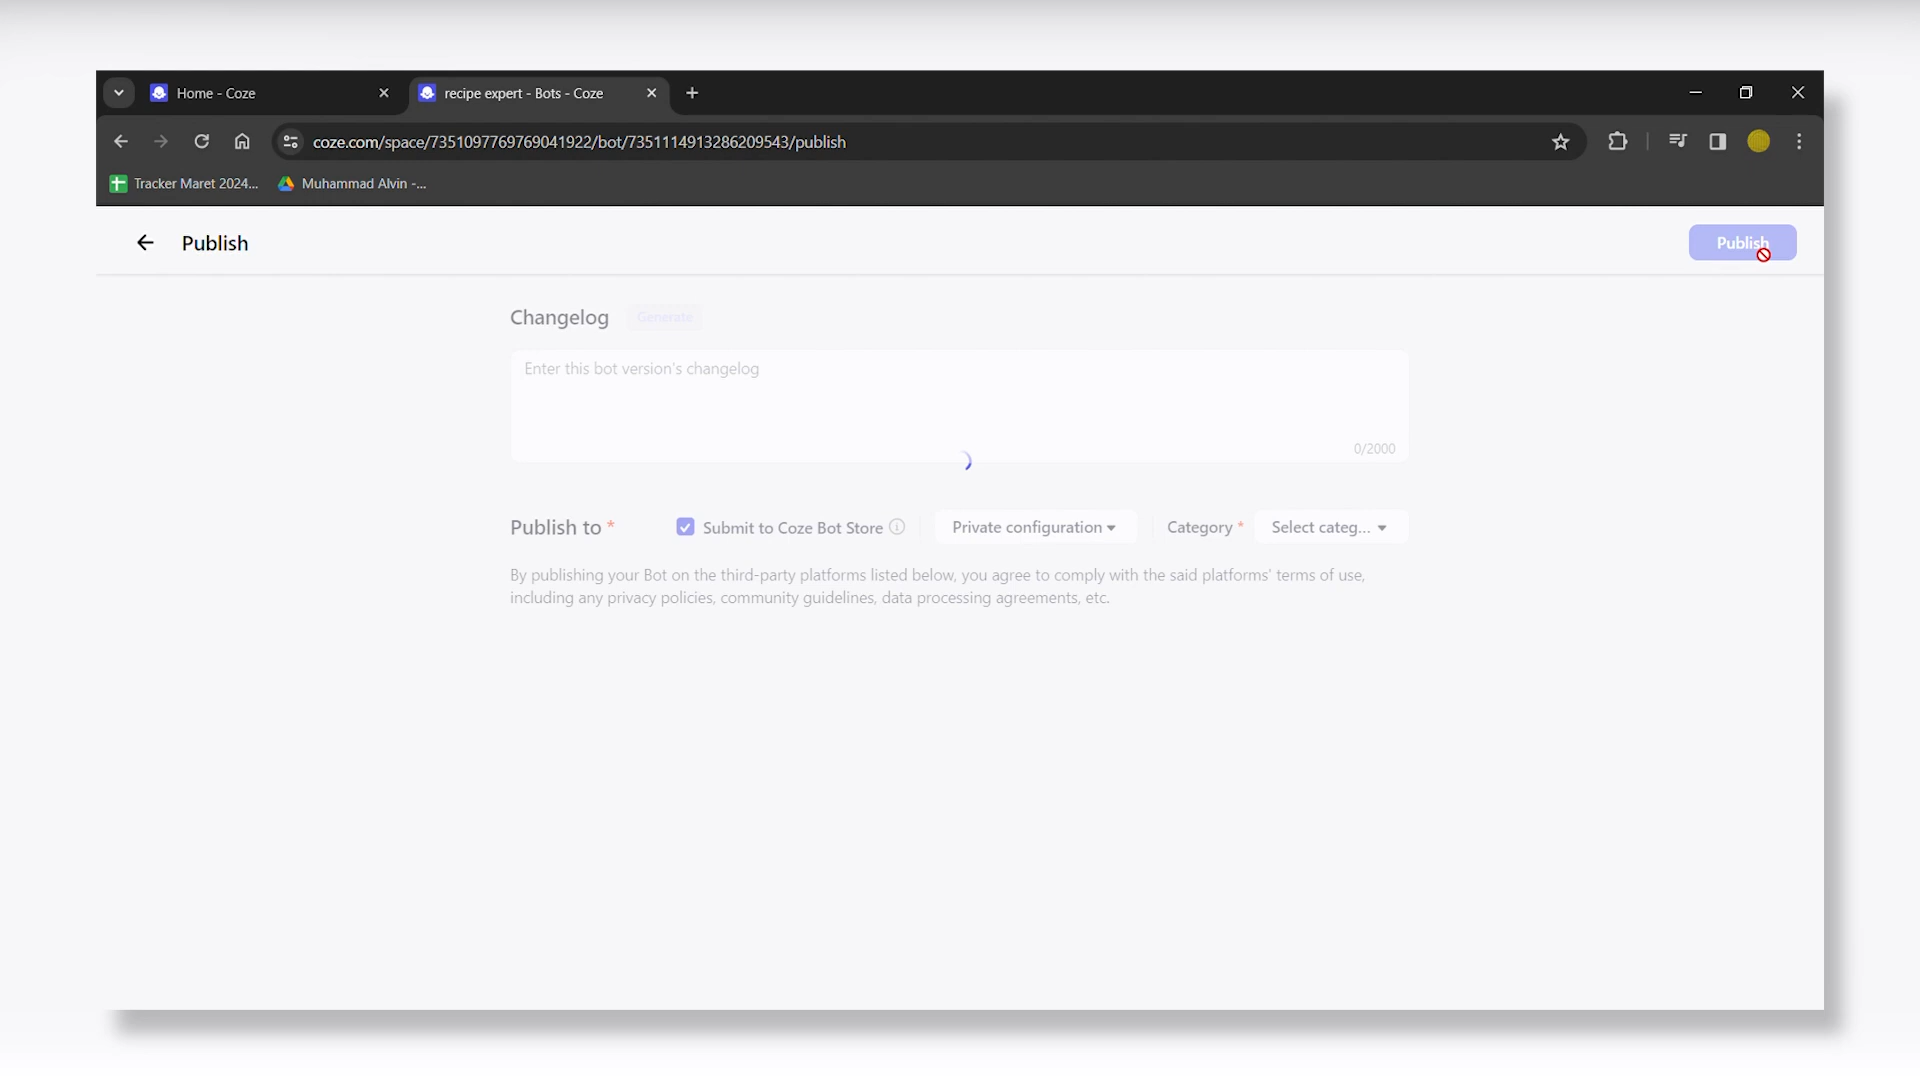 Home - Coze
recipe expert - Bots - Coze
coze.com/space/7351097769769041922/bot/7351114913286209543/publish
Tracker Maret 2024...
Muhammad Alvin -...
Publish
Publish
Changelog
Generate
Enter this bot version's changelog
0/2000
Publish to *
Submit to Coze Bot Store
Private configuration
Category *
Select categ...
By publishing your Bot on the third-party platforms listed below, you agree to comply with the said platforms' terms of use,
including any privacy policies, community guidelines, data processing agreements, etc.